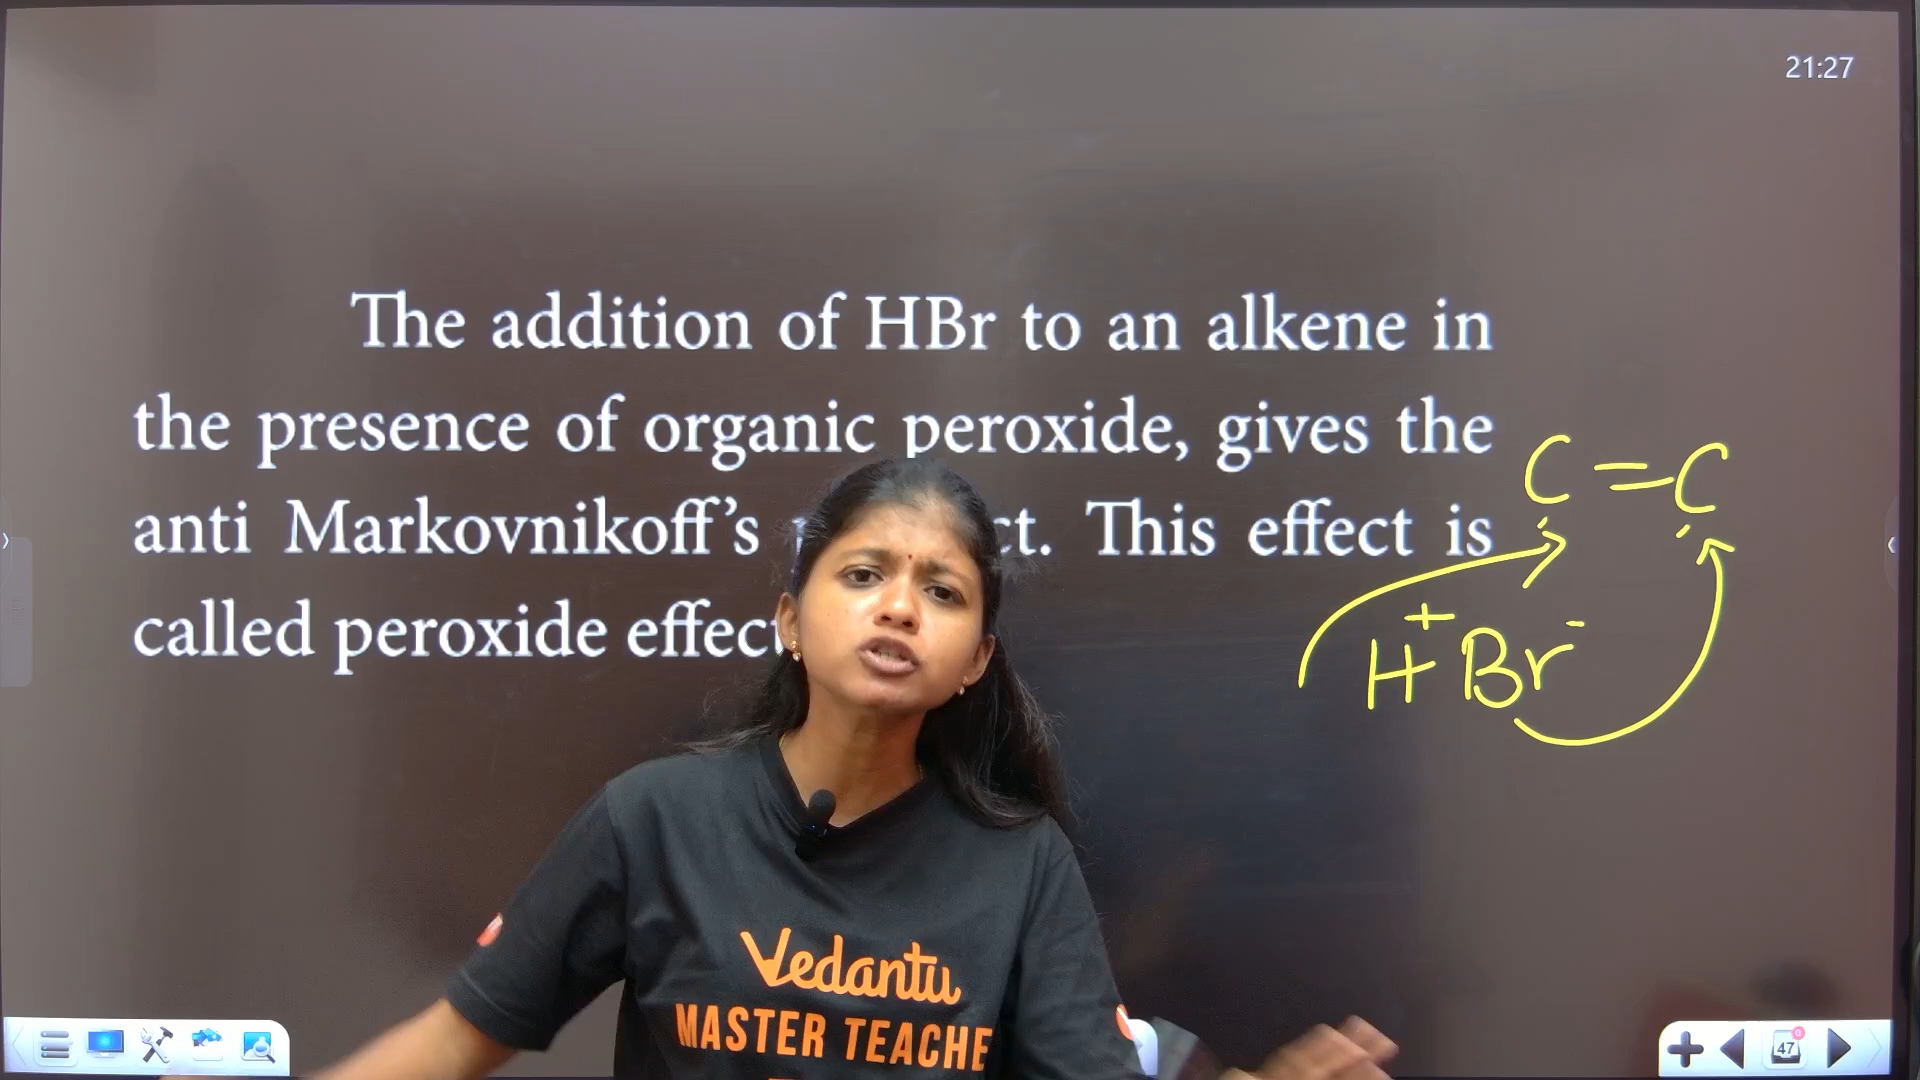 21:27
The addition of HBr to an alkene in
the presence of organic peroxide, gives the
anti Markovnikoff's ct. This effect is
called peroxide effec
C = C
H+ Br-
Vedantu
MASTER TEACHE
47